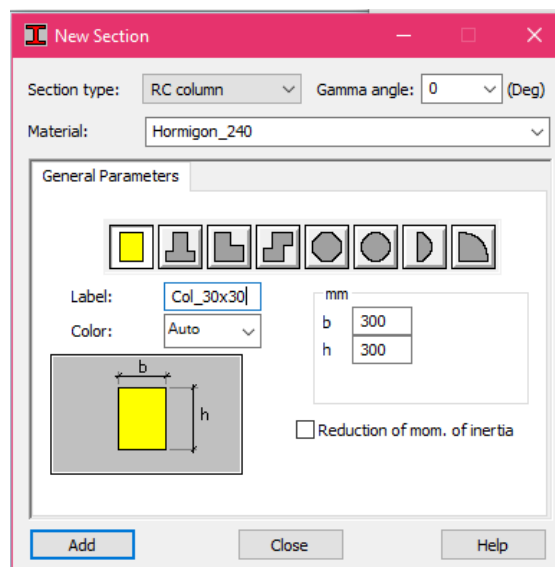 New Section
Section type: RC column Gamma angle: 0 (Deg)
Material: Hormigon_240
General Parameters
Label: Col_30x30
Color: Auto
mm
b 300
h 300
b
h
Reduction of mom. of inertia
Add Close Help